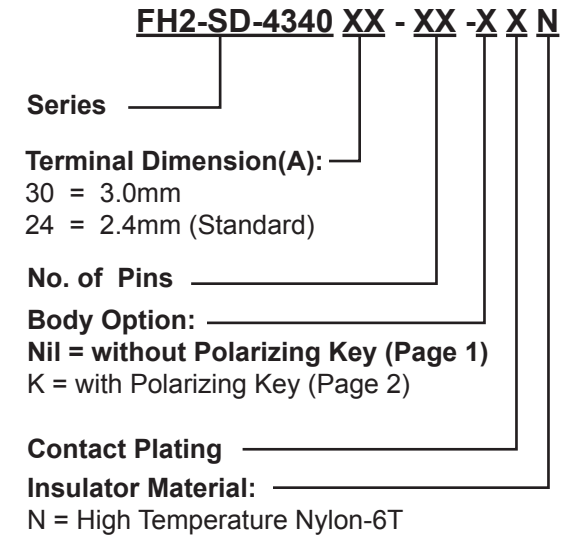 FH2-SD-4340 XX - XX -X X N
Series
Terminal Dimension(A):
30 = 3.0mm
24 = 2.4mm (Standard)
No. of Pins
Body Option:
Nil = without Polarizing Key (Page 1)
K = with Polarizing Key (Page 2)
Contact Plating
Insulator Material:
N = High Temperature Nylon-6T